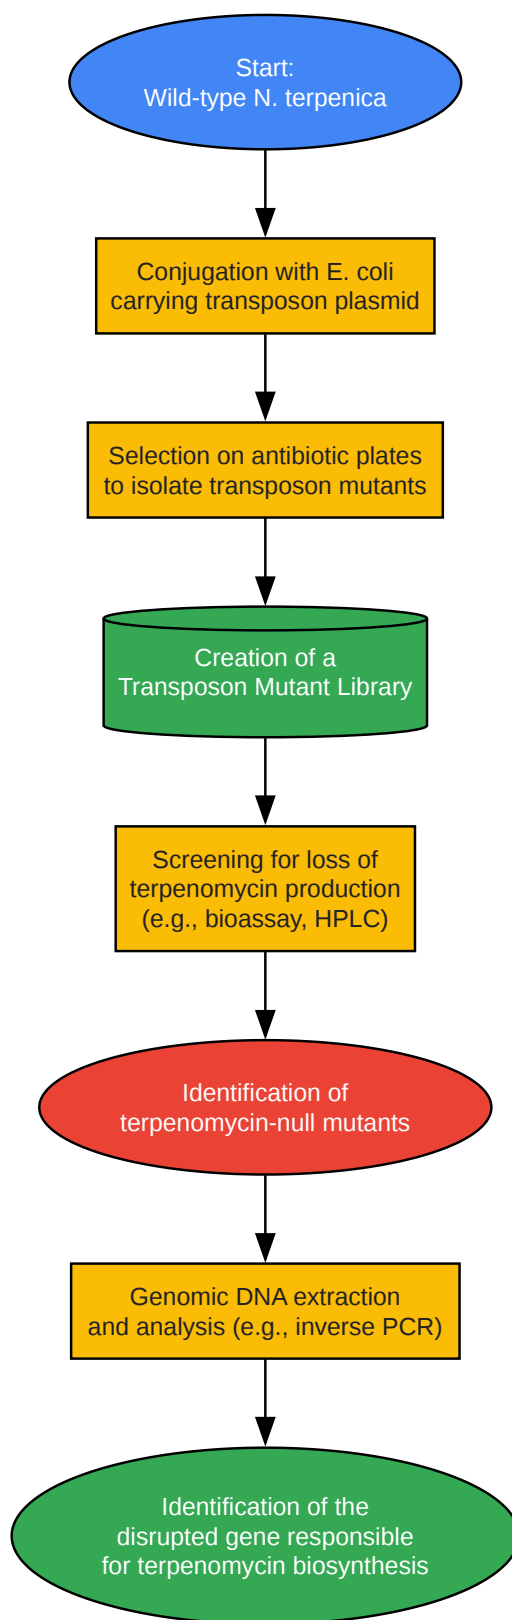 Start:
Wild-type N. terpenica
Conjugation with E. coli
carrying transposon plasmid
Selection on antibiotic plates
to isolate transposon mutants
Creation of a
Transposon Mutant Library
Screening for loss of
terpenomycin production
(e.g., bioassay, HPLC)
Identification of
terpenomycin-null mutants
Genomic DNA extraction
and analysis (e.g., inverse PCR)
Identification of the
disrupted gene responsible
for terpenomycin biosynthesis